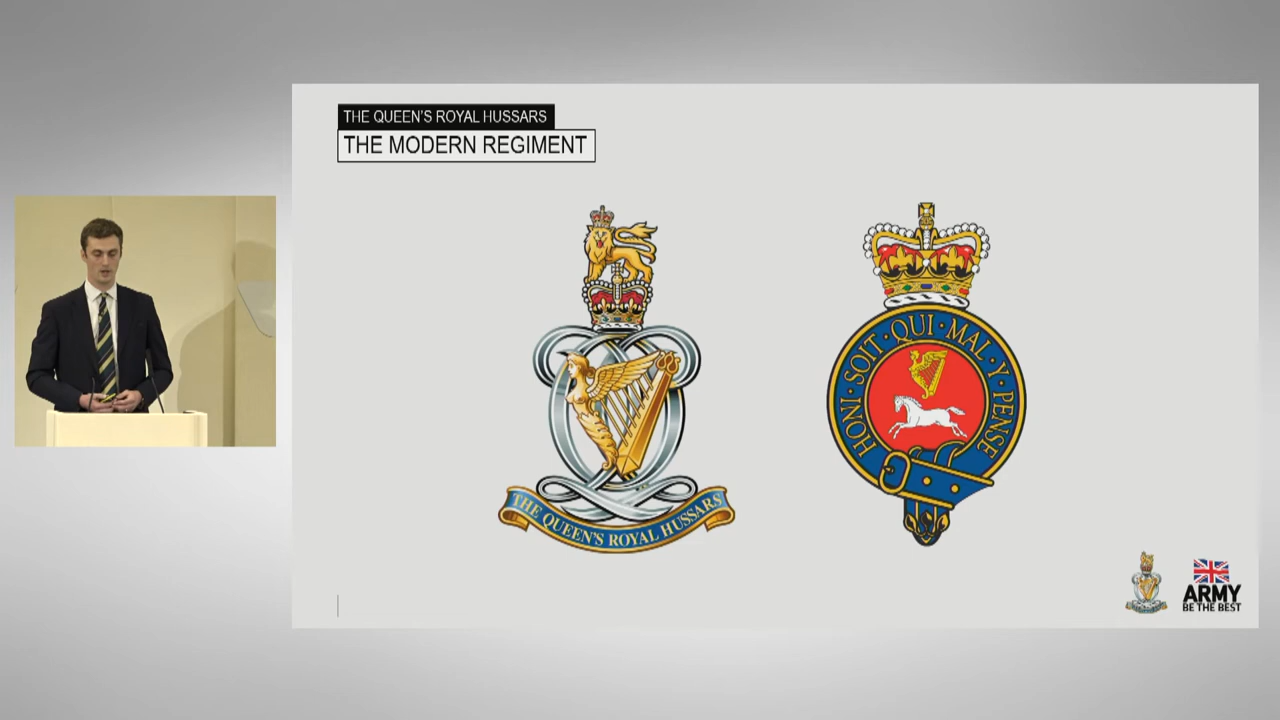 THE QUEEN'S ROYAL HUSSARS
THE MODERN REGIMENT
HONI · SOIT · QUI · MAL · Y · PENSE
THE QUEEN'S ROYAL HUSSARS
ARMY
BE THE BEST